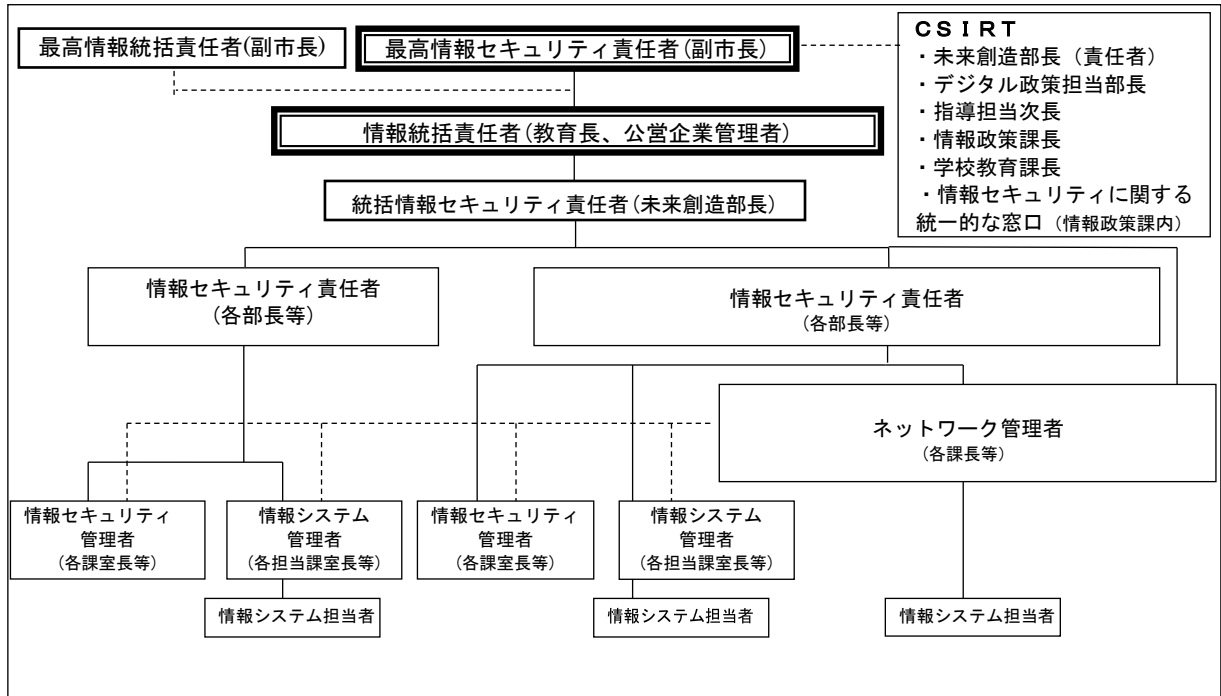 最高情報統括責任者(副市長)
最高情報セキュリティ責任者(副市長)
ＣＳＩＲＴ
・未来創造部長（責任者）
・デジタル政策担当部長
・指導担当次長
・情報政策課長
・学校教育課長
・情報セキュリティに関する
統一的な窓口（情報政策課内）
情報統括責任者(教育長、公営企業管理者)
統括情報セキュリティ責任者(未来創造部長)
情報セキュリティ責任者
(各部長等)
情報セキュリティ責任者
(各部長等)
ネットワーク管理者
(各課長等)
情報セキュリティ
管理者
(各課室長等)
情報システム
管理者
(各担当課室長等)
情報セキュリティ
管理者
(各課室長等)
情報システム
管理者
(各担当課室長等)
情報システム担当者
情報システム担当者
情報システム担当者